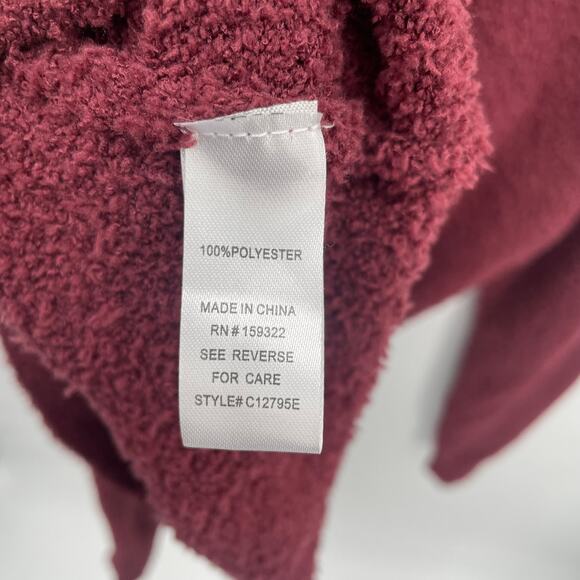 100%POLYESTER
MADE IN CHINA
RN # 159322
SEE REVERSE
FOR CARE
STYLE# C12795E